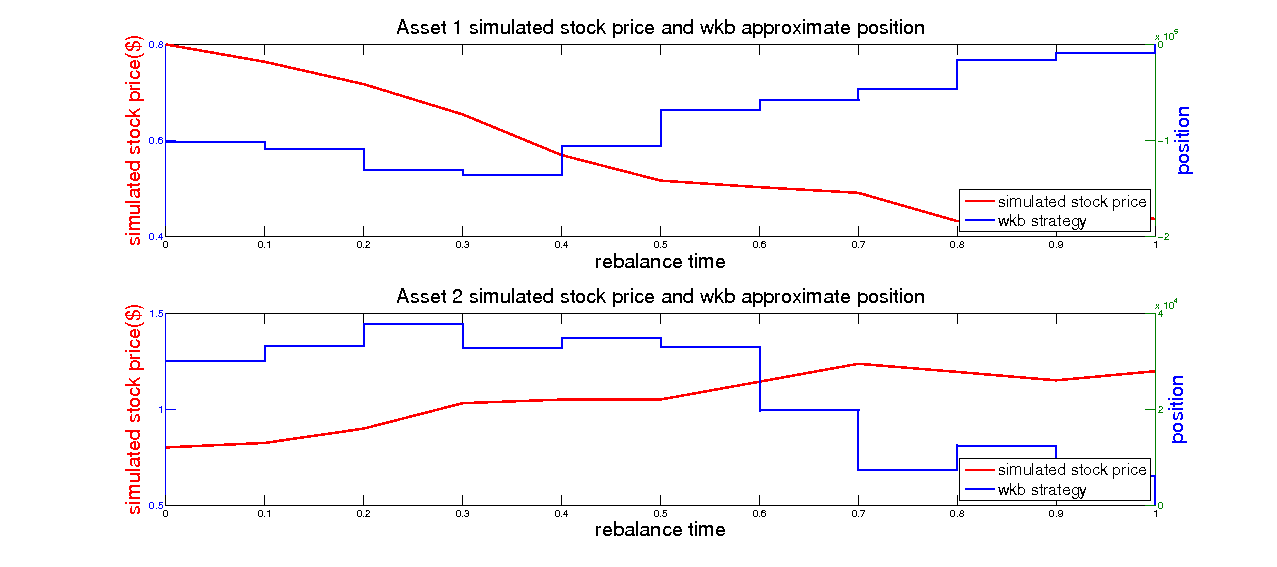 Asset 1 simulated stock price and wkb approximate position
simulated stock price($)
0.8
0.6
0.4
x 10^5
0
-1
-2
position
simulated stock price
wkb strategy
0 0.1 0.2 0.3 0.4 0.5 0.6 0.7 0.8 0.9 1
rebalance time
Asset 2 simulated stock price and wkb approximate position
simulated stock price($)
1.5
1
0.5
x 10^4
4
2
0
position
simulated stock price
wkb strategy
0 0.1 0.2 0.3 0.4 0.5 0.6 0.7 0.8 0.9 1
rebalance time